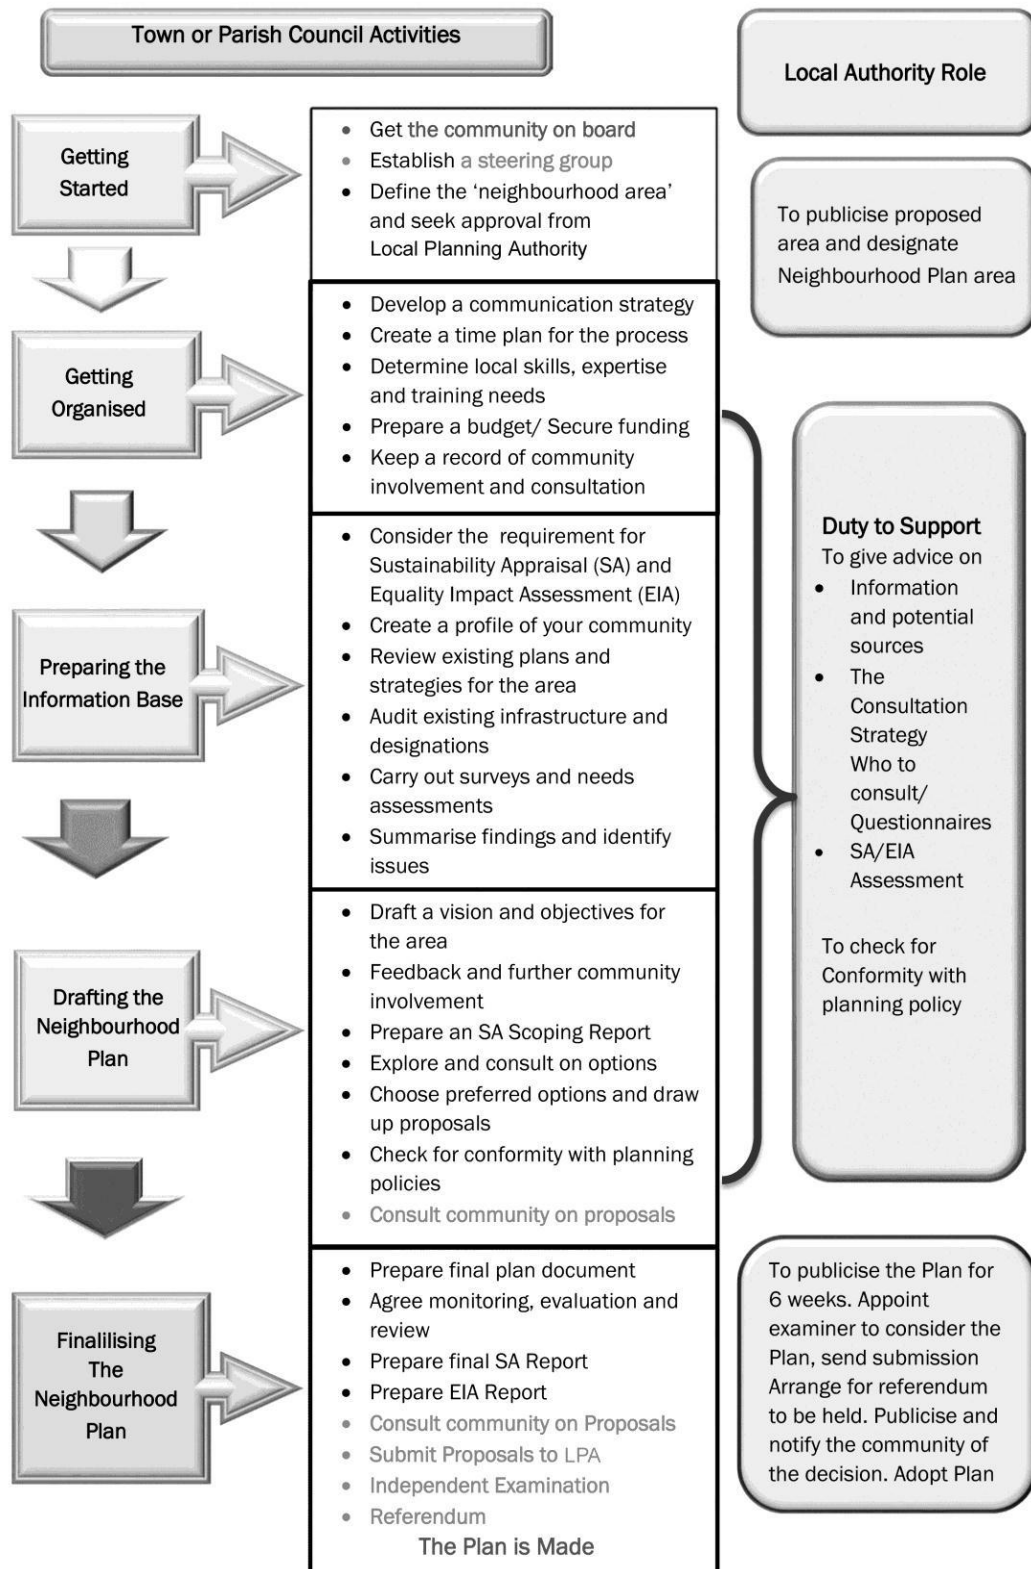 Town or Parish Council Activities
Local Authority Role
Getting
Started
• Get the community on board
• Establish a steering group
• Define the ‘neighbourhood area’
and seek approval from
Local Planning Authority
To publicise proposed
area and designate
Neighbourhood Plan area
Getting
Organised
• Develop a communication strategy
• Create a time plan for the process
• Determine local skills, expertise
and training needs
• Prepare a budget/ Secure funding
• Keep a record of community
involvement and consultation
Preparing the
Information Base
• Consider the requirement for
Sustainability Appraisal (SA) and
Equality Impact Assessment (EIA)
• Create a profile of your community
• Review existing plans and
strategies for the area
• Audit existing infrastructure and
designations
• Carry out surveys and needs
assessments
• Summarise findings and identify
issues
Duty to Support
To give advice on
• Information
and potential
sources
• The
Consultation
Strategy
Who to
consult/
Questionnaires
• SA/EIA
Assessment
To check for
Conformity with
planning policy
Drafting the
Neighbourhood
Plan
• Draft a vision and objectives for
the area
• Feedback and further community
involvement
• Prepare an SA Scoping Report
• Explore and consult on options
• Choose preferred options and draw
up proposals
• Check for conformity with planning
policies
• Consult community on proposals
Finalilising
The
Neighbourhood
Plan
• Prepare final plan document
• Agree monitoring, evaluation and
review
• Prepare final SA Report
• Prepare EIA Report
• Consult community on Proposals
• Submit Proposals to LPA
• Independent Examination
• Referendum
The Plan is Made
To publicise the Plan for
6 weeks. Appoint
examiner to consider the
Plan, send submission
Arrange for referendum
to be held. Publicise and
notify the community of
the decision. Adopt Plan